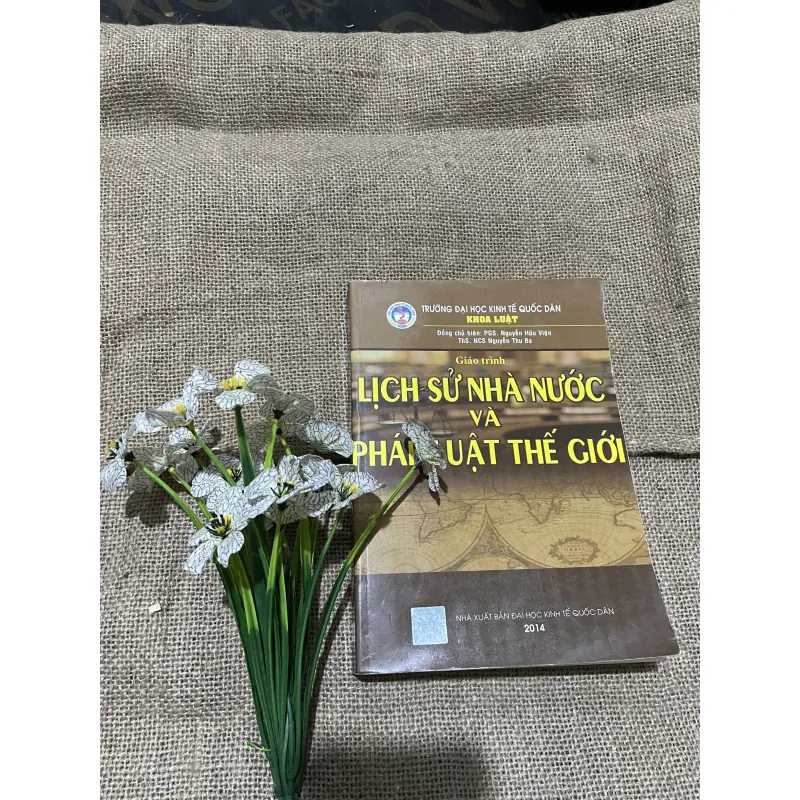 TRƯỜNG ĐẠI HỌC KINH TẾ QUỐC DÂN
KHOA LUẬT
Đồng chủ biên: PGS. Nguyễn Hữu Viện
ThS. NCS Nguyễn Thu Ba
Giáo trình
LỊCH SỬ NHÀ NƯỚC
VÀ
PHÁP LUẬT THẾ GIỚI
NHÀ XUẤT BẢN ĐẠI HỌC KINH TẾ QUỐC DÂN
2014